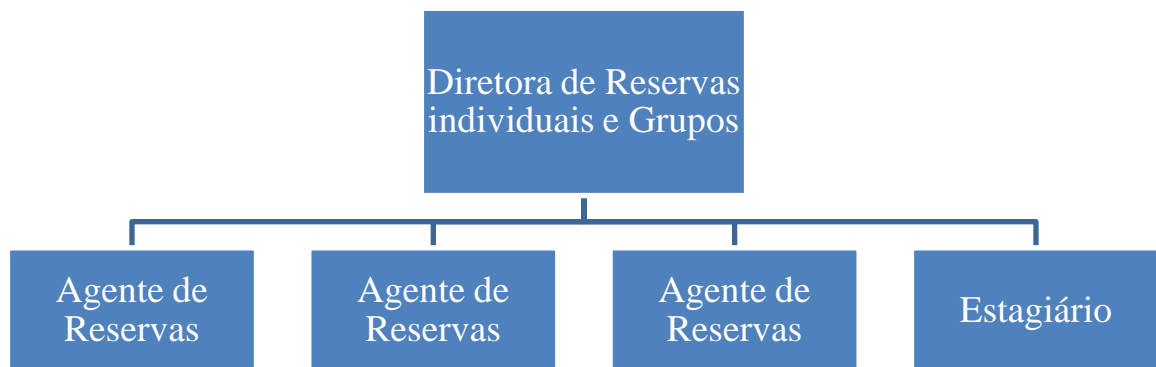 Diretora de Reservas
individuais e Grupos
Agente de
Reservas
Agente de
Reservas
Agente de
Reservas
Estagiário